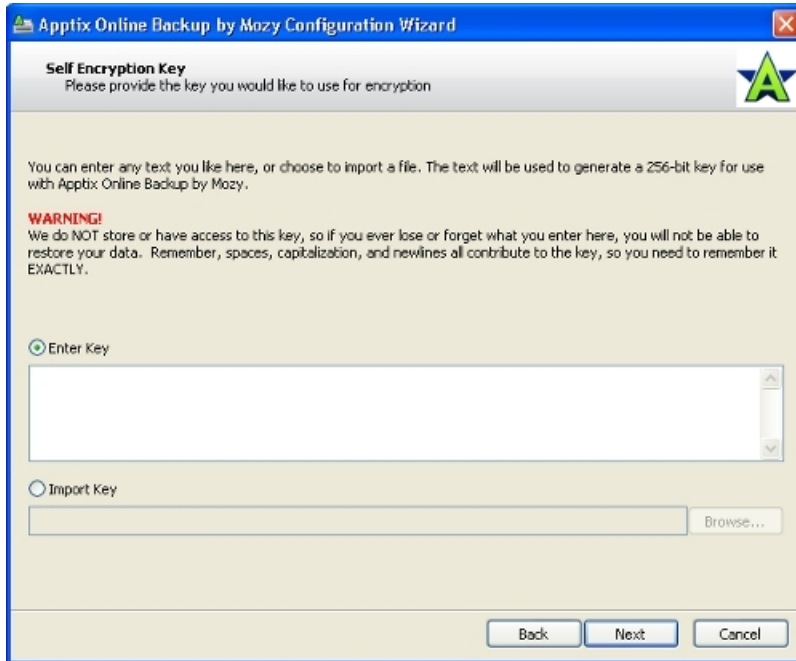 Apptix Online Backup by Mozy Configuration Wizard
Self Encryption Key
Please provide the key you would like to use for encryption
A
You can enter any text you like here, or choose to import a file. The text will be used to generate a 256-bit key for use
with Apptix Online Backup by Mozy.
WARNING!
We do NOT store or have access to this key, so if you ever lose or forget what you enter here, you will not be able to
restore your data. Remember, spaces, capitalization, and newlines all contribute to the key, so you need to remember it
EXACTLY.
Enter Key
Import Key
Browse...
Back Next Cancel